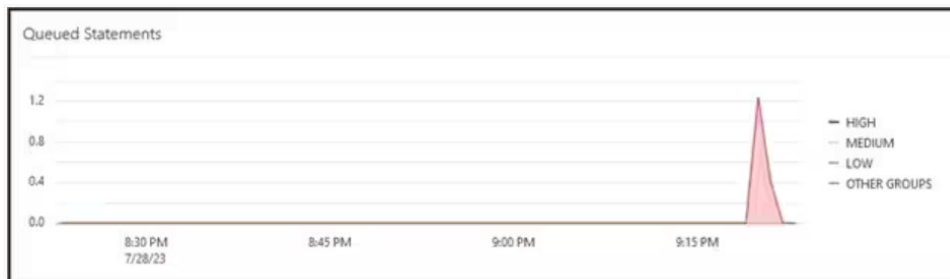 Queued Statements
1.2
0.8
0.4
0.0
8:30 PM
7/28/23
8:45 PM
9:00 PM
9:15 PM
HIGH
MEDIUM
LOW
OTHER GROUPS